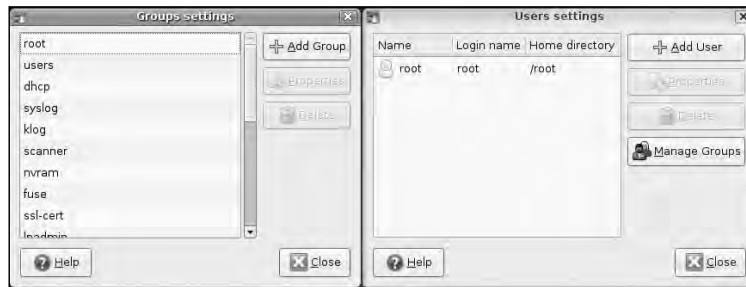 Groups settings
root
users
dhcp
syslog
klog
scanner
nvram
fuse
ssl-cert
lpadmin
Add Group
Properties
Delete
Help
Close
Users settings
Name Login name Home directory
root root /root
Add User
Properties
Delete
Manage Groups
Help
Close